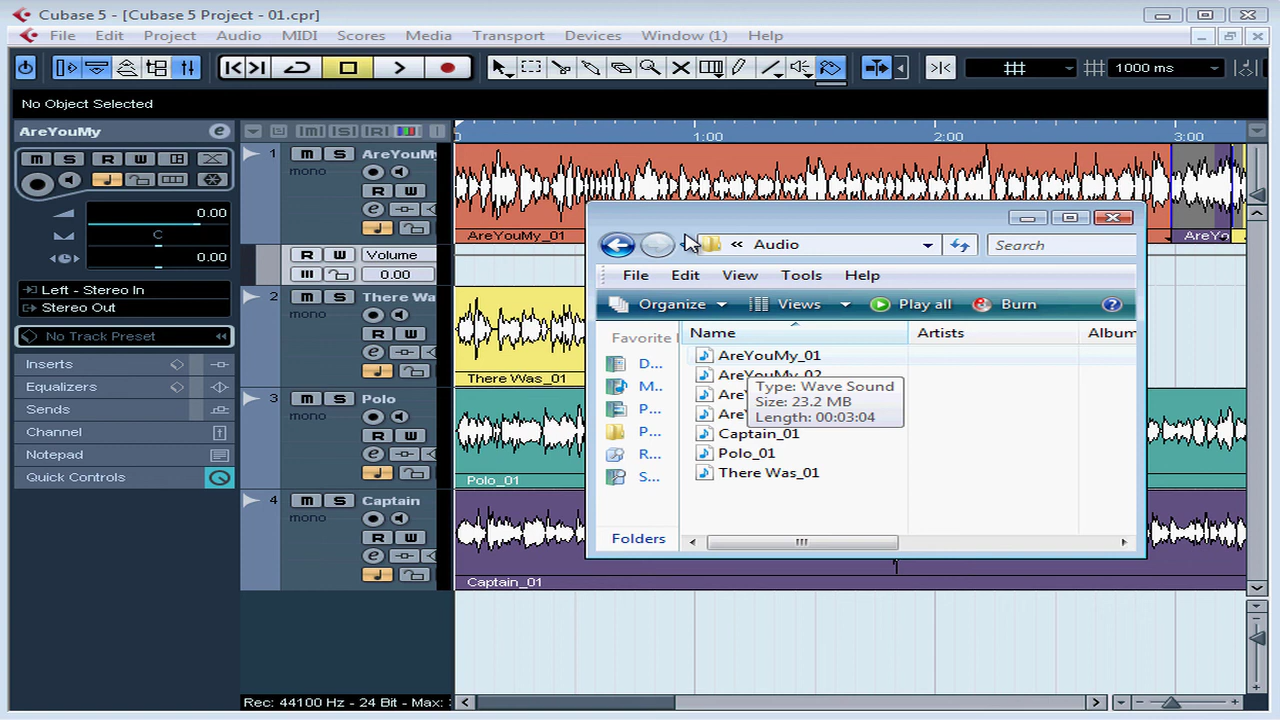 Cubase 5 - [Cubase 5 Project - 01.cpr]
File Edit Project Audio MIDI Scores Media Transport Devices Window (1) Help
1000 ms
No Object Selected
AreYouMy
M S R W
0.00
C
0.00
Left - Stereo In
Stereo Out
No Track Preset
Inserts
Equalizers
Sends
Channel
Notepad
Quick Controls
1:00 2:00 3:00
1 M S AreYouMy
mono
R W
AreYouMy_01
R W Volume
0.00
2 M S There Wa
mono
R W
There Was_01
3 M S Polo
mono
R W
Polo_01
4 M S Captain
mono
R W
Captain_01
Audio
Search
File Edit View Tools Help
Organize Views Play all Burn
Favorite
Name Artists Album
D...
M...
P...
P...
R...
S...
Folders
AreYouMy_01
AreYouMy_02
Captain_01
Polo_01
There Was_01
Type: Wave Sound
Size: 23.2 MB
Length: 00:03:04
Rec: 44100 Hz - 24 Bit - Max: